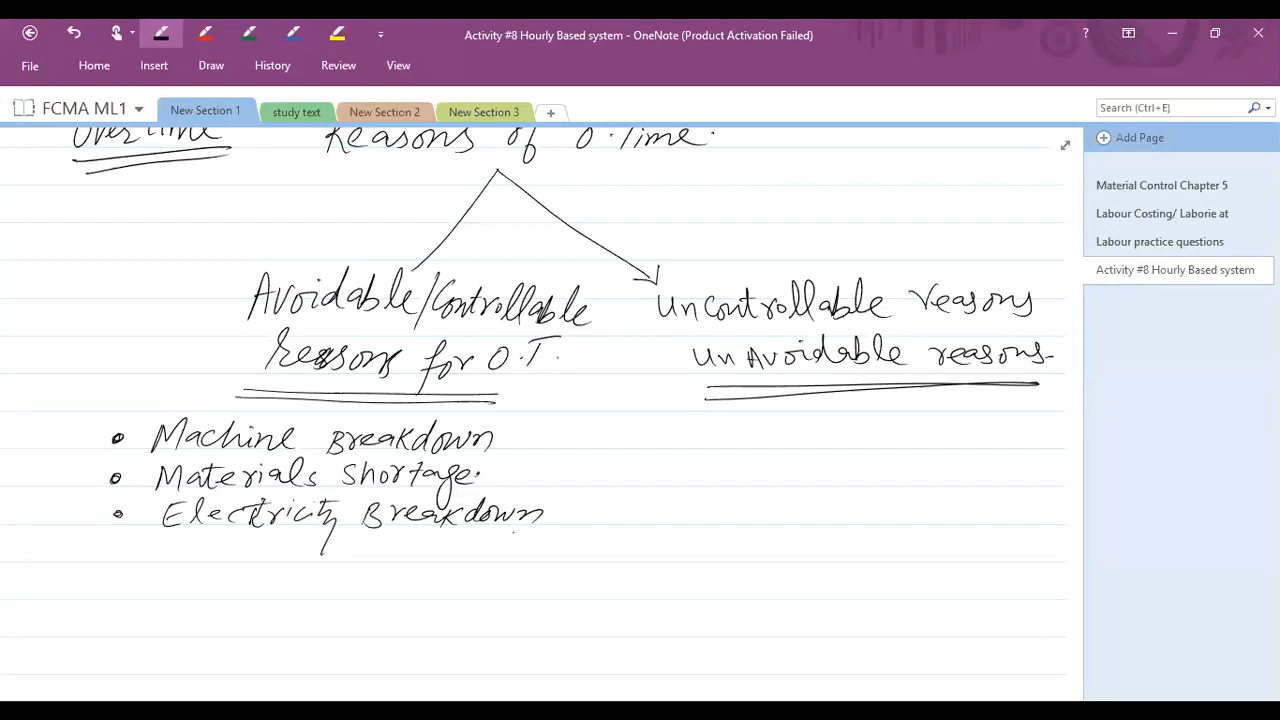 Activity #8 Hourly Based system - OneNote (Product Activation Failed)
?
File Home Insert Draw History Review View
FCMA ML1
New Section 1 study text New Section 2 New Section 3
Search (Ctrl+E)
Add Page
Material Control Chapter 5
Labour Costing/ Laborie at
Labour practice questions
Activity #8 Hourly Based system
Overtime Reasons of O.Time.
Avoidable/Controllable
Reasons for O.T.
Uncontrollable reasons
UnAvoidable reasons-
• Machine Breakdown
• Materials Shortage.
• Electricity Breakdown